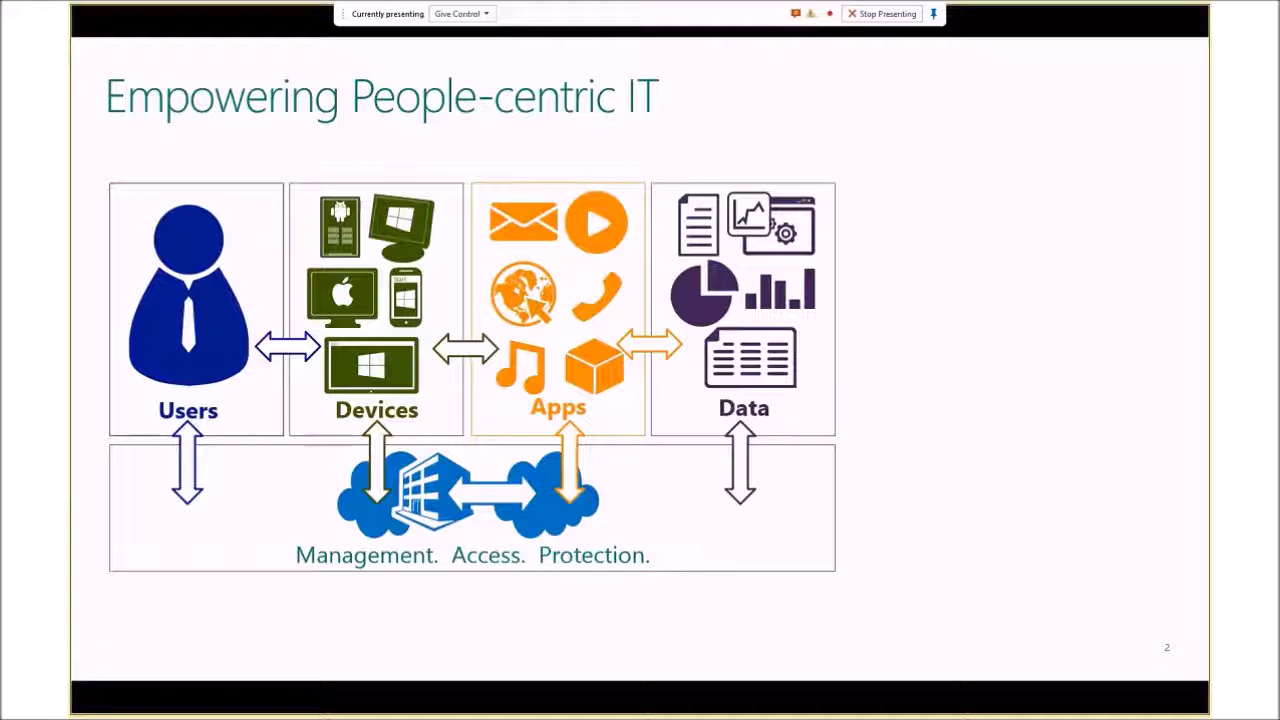 Currently presenting Give Control Stop Presenting
Empowering People-centric IT
Users Devices Apps Data
Management. Access. Protection.
2